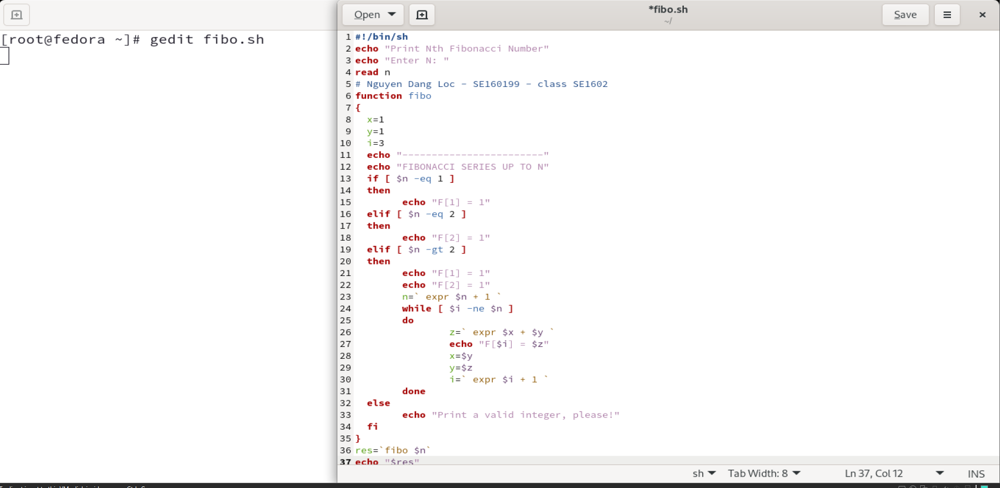 [root@fedora ~]# gedit fibo.sh
Open
*fibo.sh
~/
Save
1 #!/bin/sh
2 echo "Print Nth Fibonacci Number"
3 echo "Enter N: "
4 read n
5 # Nguyen Dang Loc - SE160199 - class SE1602
6 function fibo
7 {
8   x=1
9   y=1
10   i=3
11   echo "------------------------"
12   echo "FIBONACCI SERIES UP TO N"
13   if [ $n -eq 1 ]
14   then
15         echo "F[1] = 1"
16   elif [ $n -eq 2 ]
17   then
18         echo "F[2] = 1"
19   elif [ $n -gt 2 ]
20   then
21         echo "F[1] = 1"
22         echo "F[2] = 1"
23         n=` expr $n + 1 `
24         while [ $i -ne $n ]
25         do
26                 z=` expr $x + $y `
27                 echo "F[$i] = $z"
28                 x=$y
29                 y=$z
30                 i=` expr $i + 1 `
31         done
32   else
33         echo "Print a valid integer, please!"
34   fi
35 }
36 res=`fibo $n`
37 echo "$res"
sh
Tab Width: 8
Ln 37, Col 12
INS